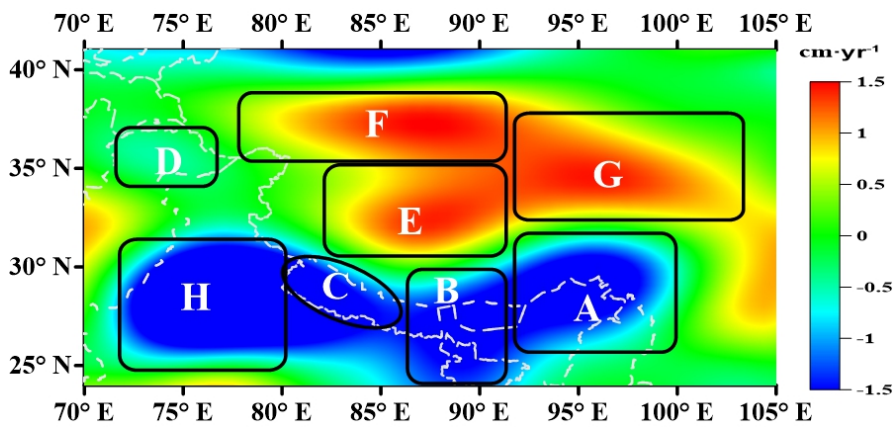 70° E 75° E 80° E 85° E 90° E 95° E 100° E 105° E
cm·yr⁻¹
40° N
35° N
30° N
25° N
F
D
G
E
H
C
B
A
1.5
1
0.5
0
-0.5
-1
-1.5
70° E 75° E 80° E 85° E 90° E 95° E 100° E 105° E